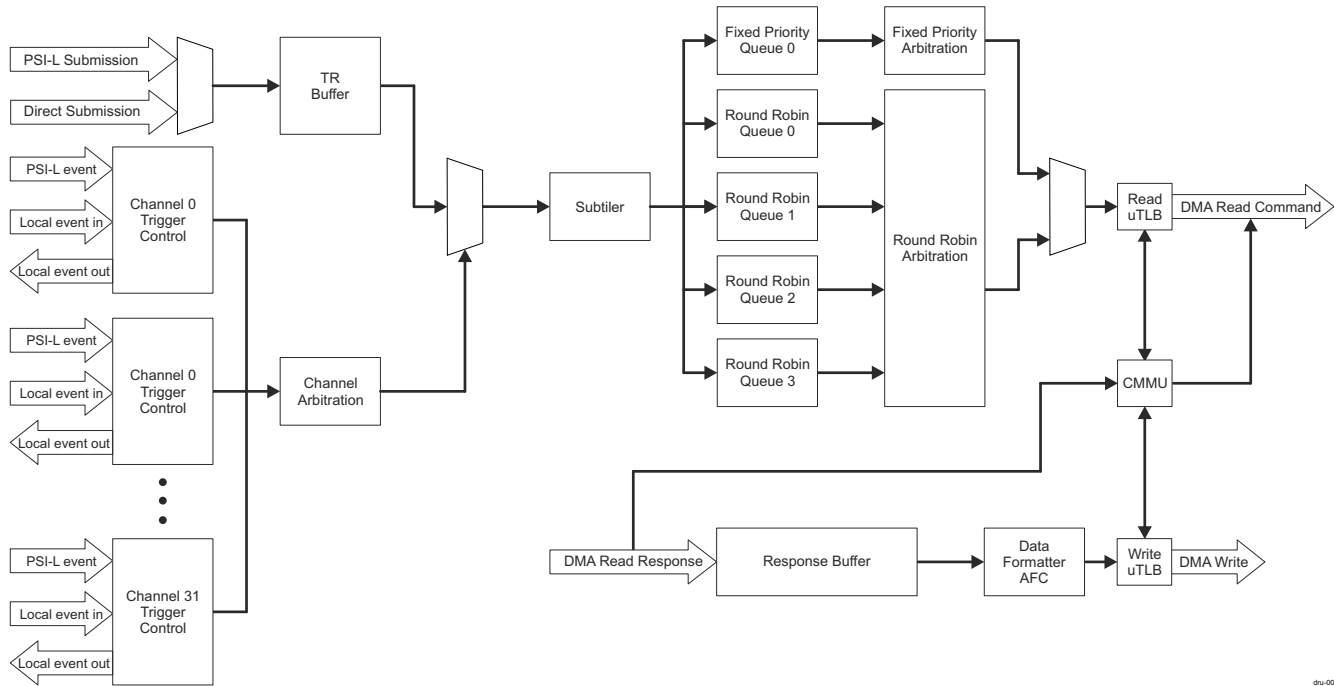 PSI-L Submission
Direct Submission
TR
Buffer
PSI-L event
Local event in
Local event out
Channel 0
Trigger
Control
PSI-L event
Local event in
Local event out
Channel 0
Trigger
Control
PSI-L event
Local event in
Local event out
Channel 31
Trigger
Control
Channel
Arbitration
Subtiler
Fixed Priority
Queue 0
Round Robin
Queue 0
Round Robin
Queue 1
Round Robin
Queue 2
Round Robin
Queue 3
Fixed Priority
Arbitration
Round Robin
Arbitration
Read
uTLB
DMA Read Command
CMMU
DMA Read Response
Response Buffer
Data
Formatter
AFC
Write
uTLB
DMA Write
dru-00